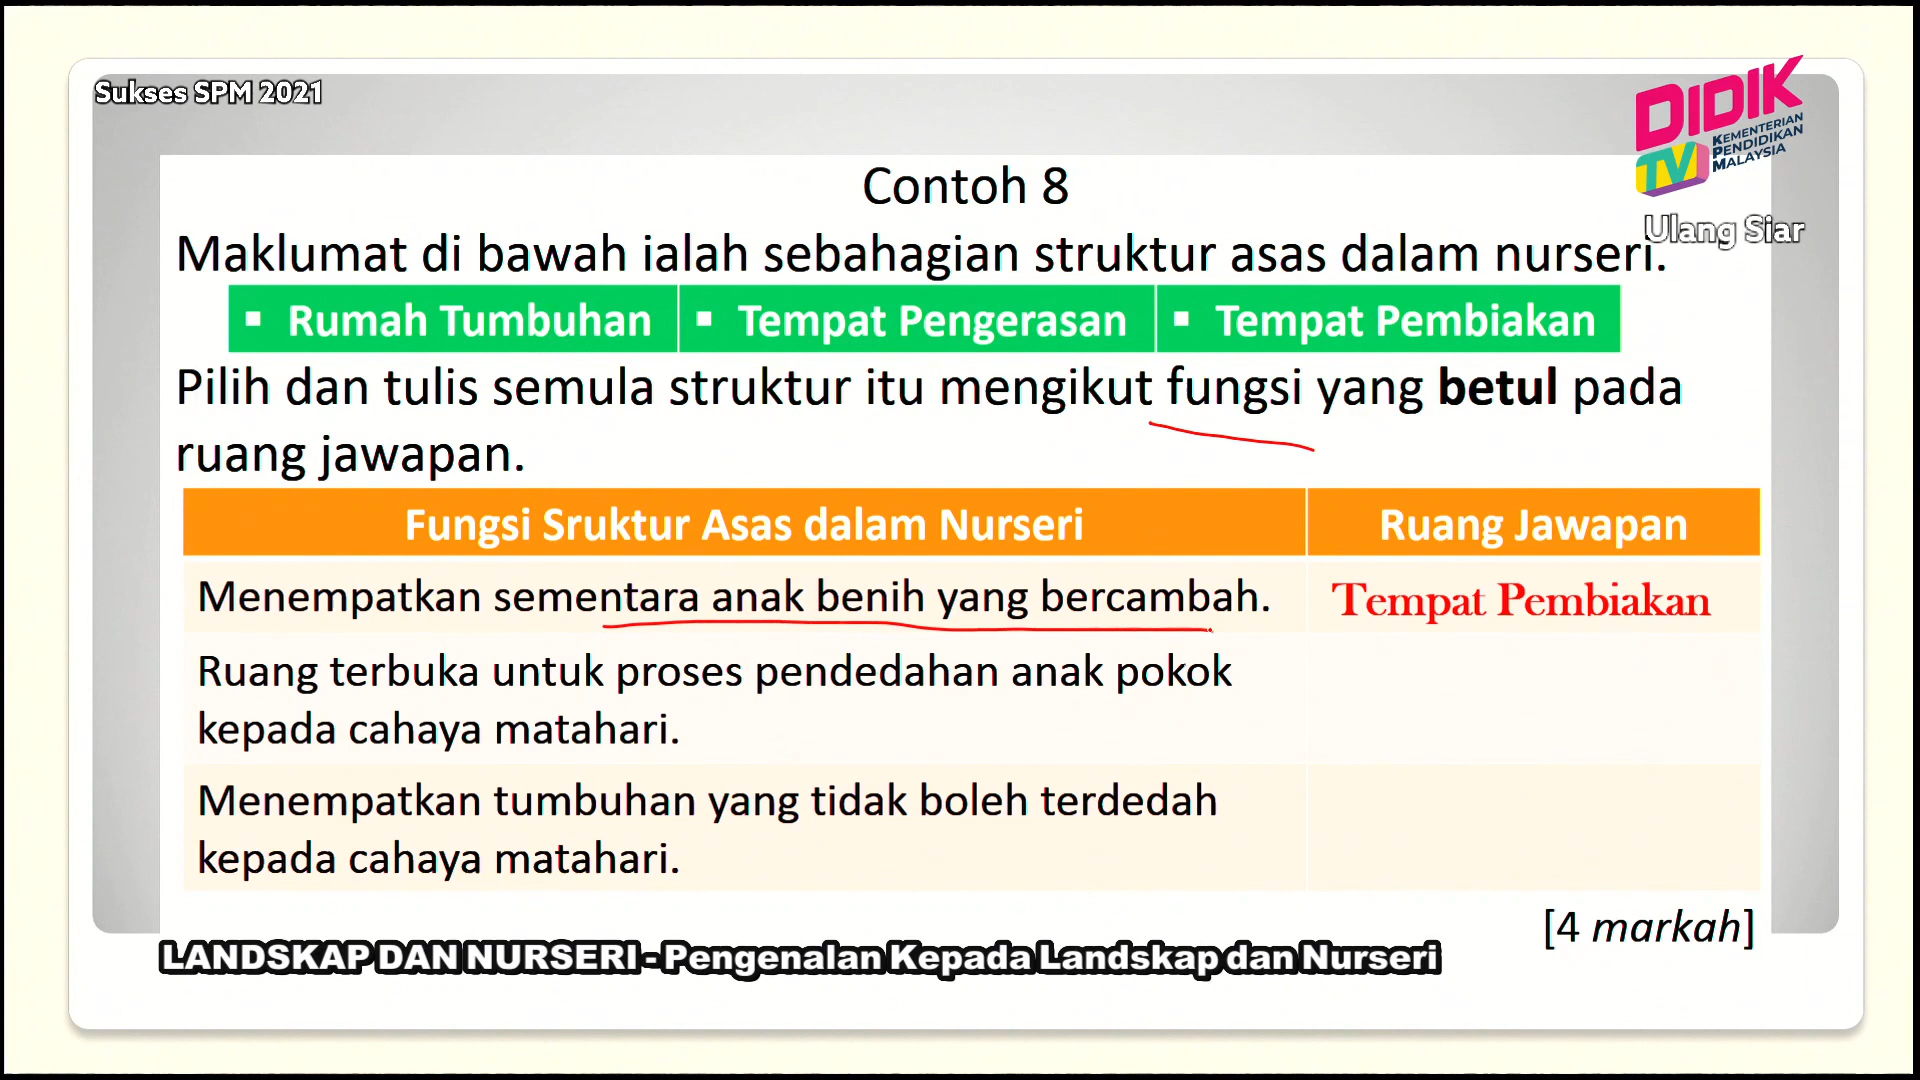 Sukses SPM 2021
DIDIK
TV
KEMENTERIAN
PENDIDIKAN
MALAYSIA
Ulang Siar
Contoh 8
Maklumat di bawah ialah sebahagian struktur asas dalam nurseri.
▪ Rumah Tumbuhan ▪ Tempat Pengerasan ▪ Tempat Pembiakan
Pilih dan tulis semula struktur itu mengikut fungsi yang betul pada
ruang jawapan.
Fungsi Sruktur Asas dalam Nurseri Ruang Jawapan
Menempatkan sementara anak benih yang bercambah. Tempat Pembiakan
Ruang terbuka untuk proses pendedahan anak pokok
kepada cahaya matahari.
Menempatkan tumbuhan yang tidak boleh terdedah
kepada cahaya matahari.
[4 markah]
LANDSKAP DAN NURSERI - Pengenalan Kepada Landskap dan Nurseri